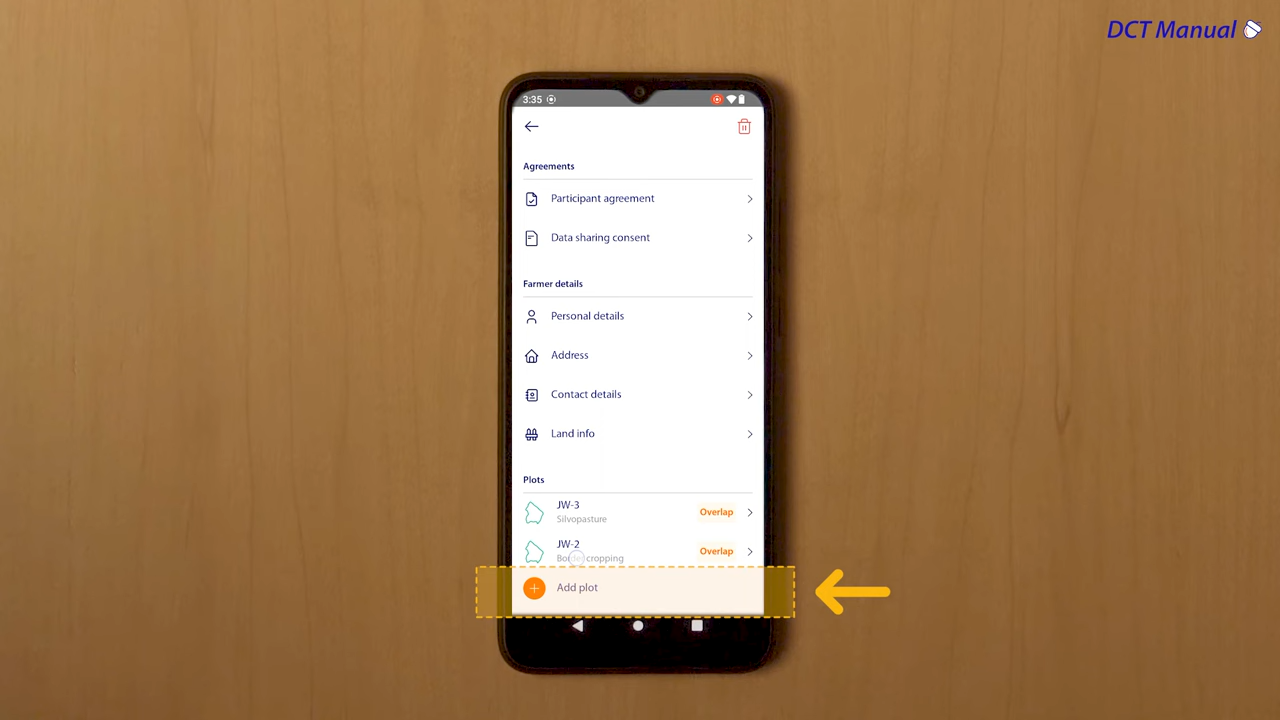 DCT Manual
3:35
Agreements
Participant agreement
Data sharing consent
Farmer details
Personal details
Address
Contact details
Land info
Plots
JW-3
Silvopasture
Overlap
JW-2
Border cropping
Overlap
Add plot